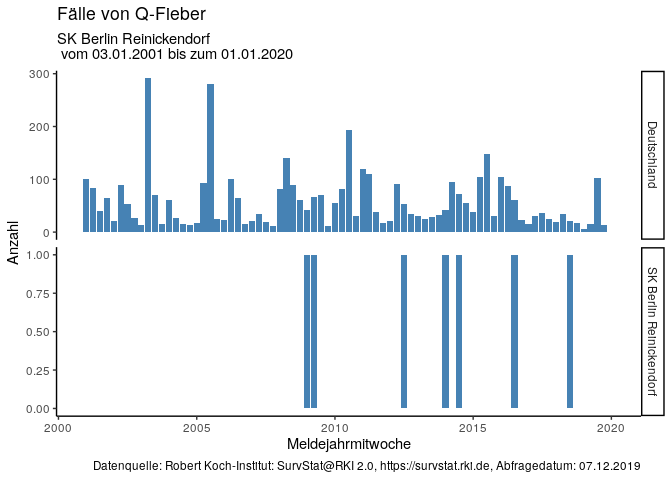 Fälle von Q-Fieber
SK Berlin Reinickendorf
vom 03.01.2001 bis zum 01.01.2020
300
200
100
0
Deutschland
Anzahl
1.00
0.75
0.50
0.25
0.00
SK Berlin Reinickendorf
2000
2005
2010
2015
2020
Meldejahrmitwoche
Datenquelle: Robert Koch-Institut: SurvStat@RKI 2.0, https://survstat.rki.de, Abfragedatum: 07.12.2019